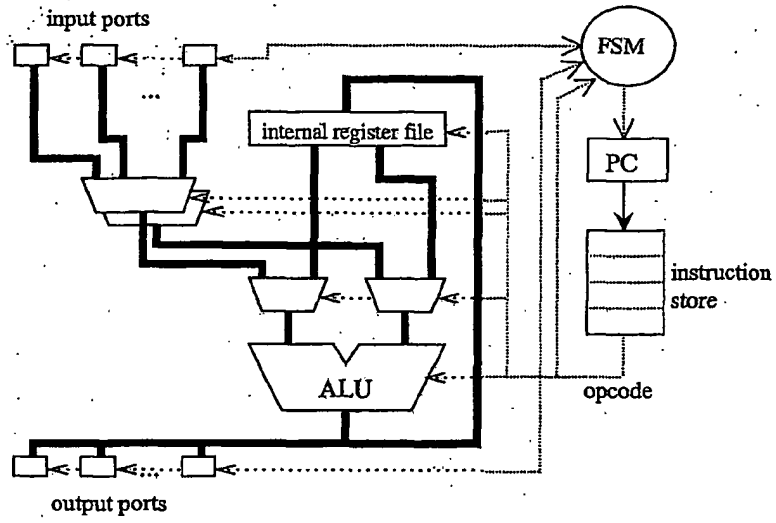 input ports
FSM
...
internal register file
PC
instruction
store
ALU
opcode
...
output ports